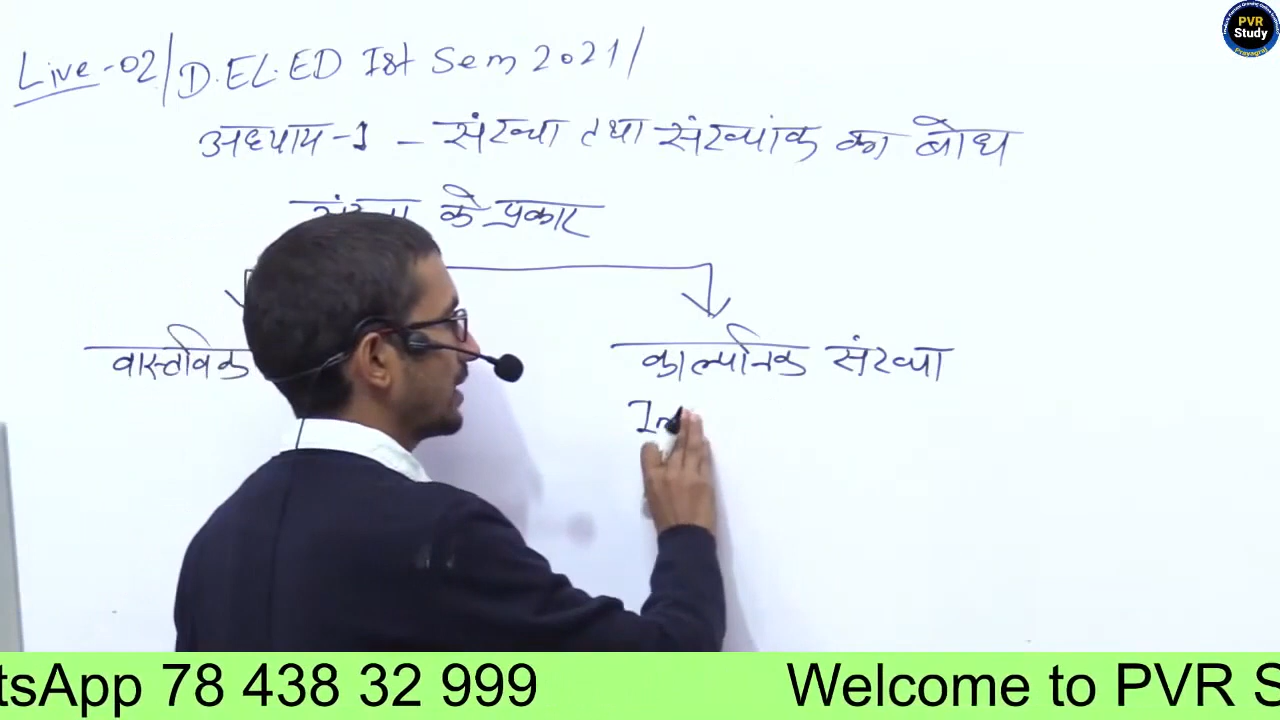 Live-02/D.EL.ED Ist Sem 2021/
अध्याय-1 - संख्या तथा संख्यांक का बोध
के प्रकार
वास्तविक
काल्पनिक संख्या
PVR
Study
Prayagraj
tsApp 78 438 32 999
Welcome to PVR S